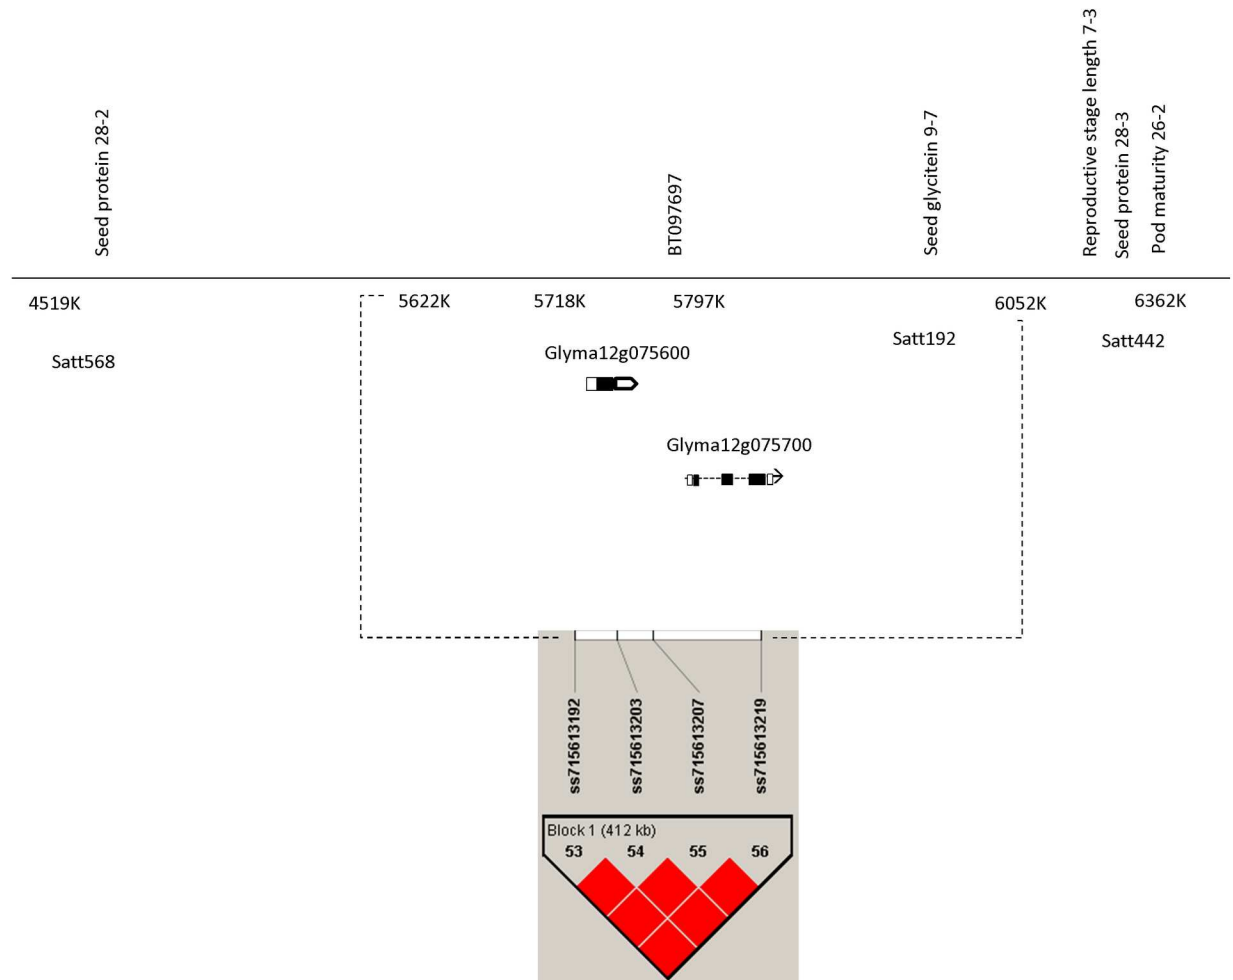 Seed protein 28-2
BT097697
Seed glycitein 9-7
Reproductive stage length 7-3
Seed protein 28-3
Pod maturity 26-2
4519K
5622K
5718K
5797K
6052K
6362K
Satt568
Satt192
Satt442
Glyma12g075600
Glyma12g075700
ss715613192
ss715613203
ss715613207
ss715613219
Block 1 (412 kb)
53 54 55 56